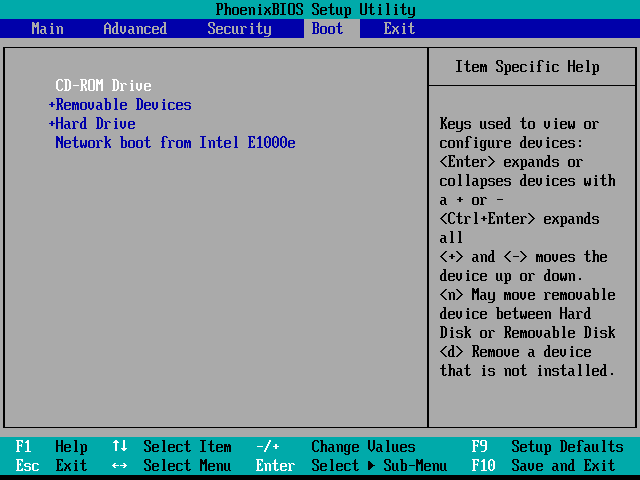 PhoenixBIOS Setup Utility
Main Advanced Security Boot Exit
CD-ROM Drive
+Removable Devices
+Hard Drive
Network boot from Intel E1000e
Item Specific Help
Keys used to view or
configure devices:
<Enter> expands or
collapses devices with
a + or -
<Ctrl+Enter> expands
all
<+> and <-> moves the
device up or down.
<n> May move removable
device between Hard
Disk or Removable Disk
<d> Remove a device
that is not installed.
F1 Help ↑↓ Select Item -/+ Change Values F9 Setup Defaults
Esc Exit ↔ Select Menu Enter Select ▶ Sub-Menu F10 Save and Exit